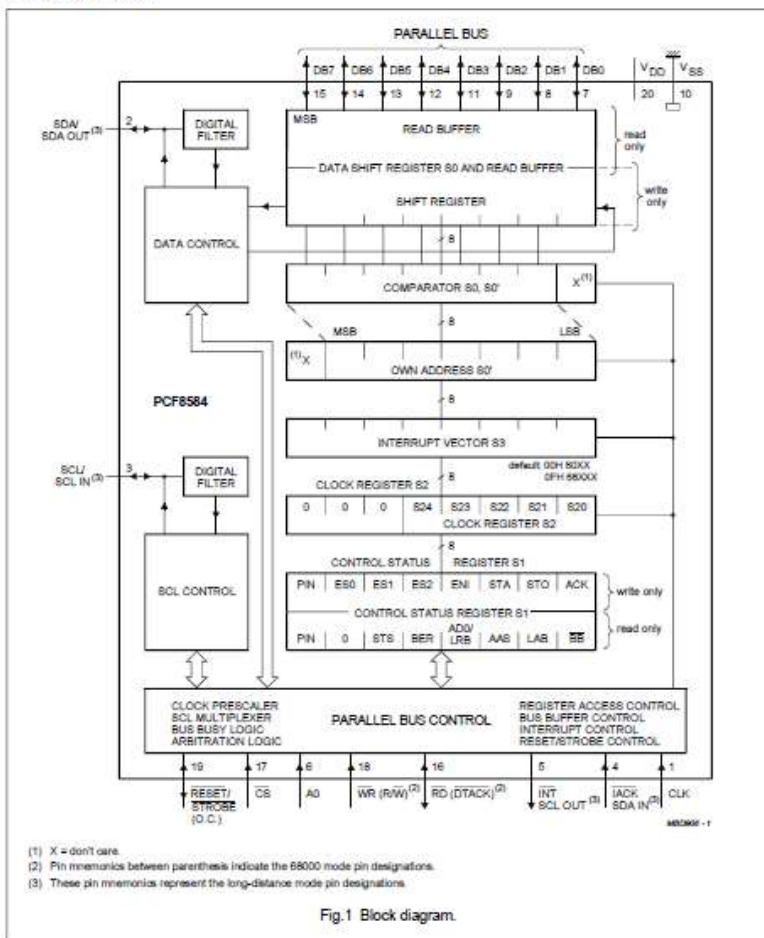 PARALLEL BUS
DB7 DB6 DB5 DB4 DB3 DB2 DB1 DB0 VDD VSS
15 14 13 12 11 9 8 7 20 10
SDA/
SDA OUT (3)
2
DIGITAL
FILTER
MSB
READ BUFFER
read
only
DATA SHIFT REGISTER S0 AND READ BUFFER
write
only
SHIFT REGISTER
DATA CONTROL
8
COMPARATOR S0, S0'
X(1)
MSB
8
LSB
(1)X
OWN ADDRESS S0'
PCF8584
8
INTERRUPT VECTOR S3
SCL/
SCL IN (3)
3
DIGITAL
FILTER
8
default: 00H 80XX
0FH 68XXX
CLOCK REGISTER S2
0 0 0 S24 S23 S22 S21 S20
CLOCK REGISTER S2
8
CONTROL STATUS REGISTER S1
SCL CONTROL
PIN ES0 ES1 ES2 ENI STA STO ACK
write only
CONTROL STATUS REGISTER S1
read only
PIN 0 STS BER AD0/
LRB AAS LAB BB
CLOCK PRESCALER
SCL MULTIPLEXER
BUS BUSY LOGIC
ARBITRATION LOGIC
PARALLEL BUS CONTROL
REGISTER ACCESS CONTROL
BUS BUFFER CONTROL
INTERRUPT CONTROL
RESET/STROBE CONTROL
19 17 6 18 16 5 4 1
RESET/
STROBE
(O.C.)
CS
A0
WR (R/W)(2)
RD (DTACK)(2)
INT
SCL OUT (3)
IACK
SDA IN(3)
CLK
(1) X = don't care.
(2) Pin mnemonics between parenthesis indicate the 68000 mode pin designations.
(3) These pin mnemonics represent the long-distance mode pin designations.
Fig.1 Block diagram.